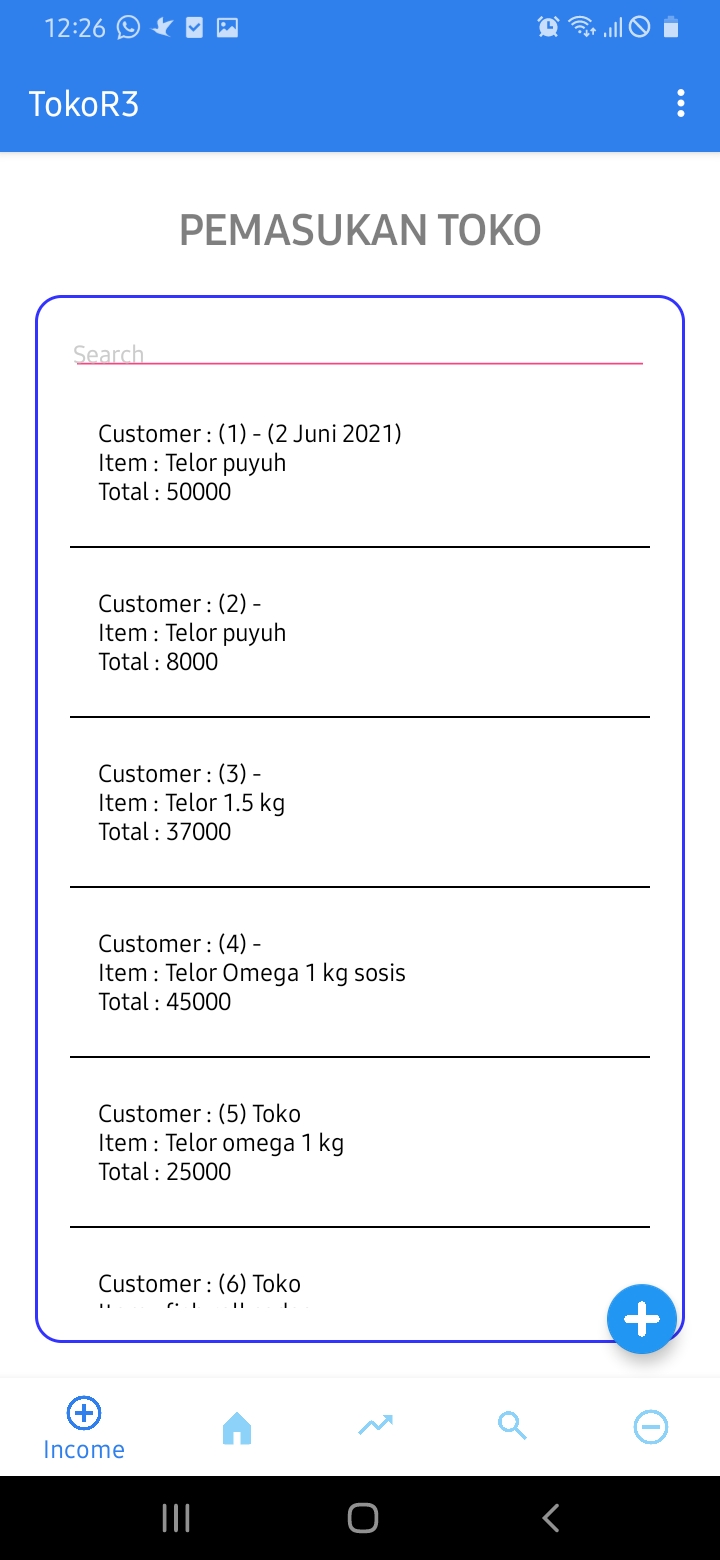 12:26
TokoR3
PEMASUKAN TOKO
Search
Customer : (1) - (2 Juni 2021)
Item : Telor puyuh
Total : 50000
Customer : (2) -
Item : Telor puyuh
Total : 8000
Customer : (3) -
Item : Telor 1.5 kg
Total : 37000
Customer : (4) -
Item : Telor Omega 1 kg sosis
Total : 45000
Customer : (5) Toko
Item : Telor omega 1 kg
Total : 25000
Customer : (6) Toko
Income